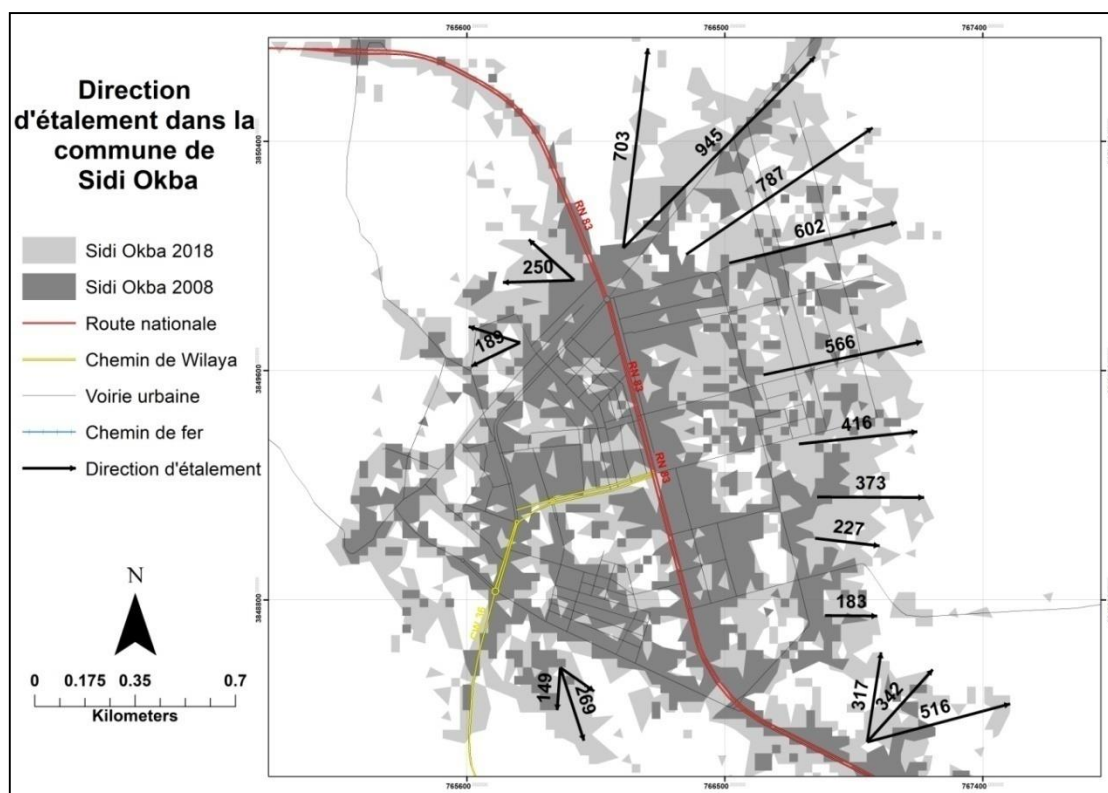 Direction
d'étalement dans la
commune de
Sidi Okba
Sidi Okba 2018
Sidi Okba 2008
Route nationale
Chemin de Wilaya
Voirie urbaine
Chemin de fer
Direction d'étalement
N
0 0.175 0.35 0.7
Kilometers
765600 766500 767400
3850400
3849600
3848800
703
945
787
602
RN 83
250
189
566
RN 83
416
RN 83
373
227
183
CW 36
149
269
317
342
516
765600 766500 767400